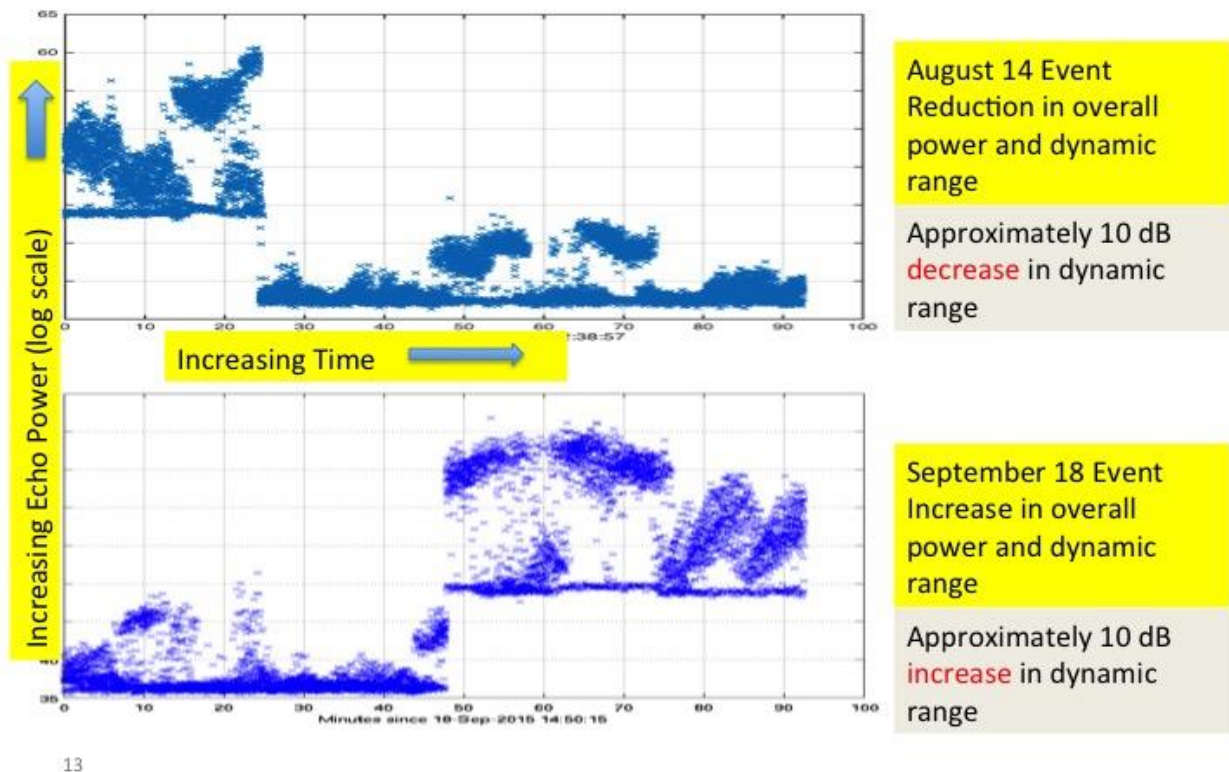 65
60
0 10 20 30 40 50 60 70 80 90 100
:38:57
Increasing Time
Increasing Echo Power (log scale)
August 14 Event
Reduction in overall
power and dynamic
range
Approximately 10 dB
decrease in dynamic
range
40
35
0 10 20 30 40 50 60 70 80 90 100
Minutes since 18-Sep-2015 14:50:15
September 18 Event
Increase in overall
power and dynamic
range
Approximately 10 dB
increase in dynamic
range
13